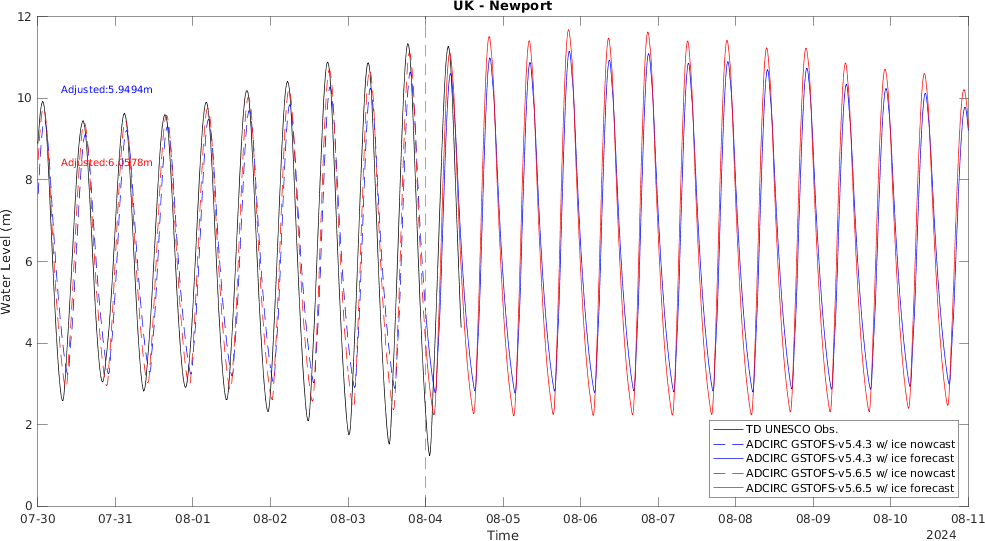 UK - Newport
12
10
8
6
4
2
0
Water Level (m)
Adjusted:5.9494m
Adjusted:6.0578m
TD UNESCO Obs.
ADCIRC GSTOFS-v5.4.3 w/ ice nowcast
ADCIRC GSTOFS-v5.4.3 w/ ice forecast
ADCIRC GSTOFS-v5.6.5 w/ ice nowcast
ADCIRC GSTOFS-v5.6.5 w/ ice forecast
07-30 07-31 08-01 08-02 08-03 08-04 08-05 08-06 08-07 08-08 08-09 08-10 08-11
Time
2024